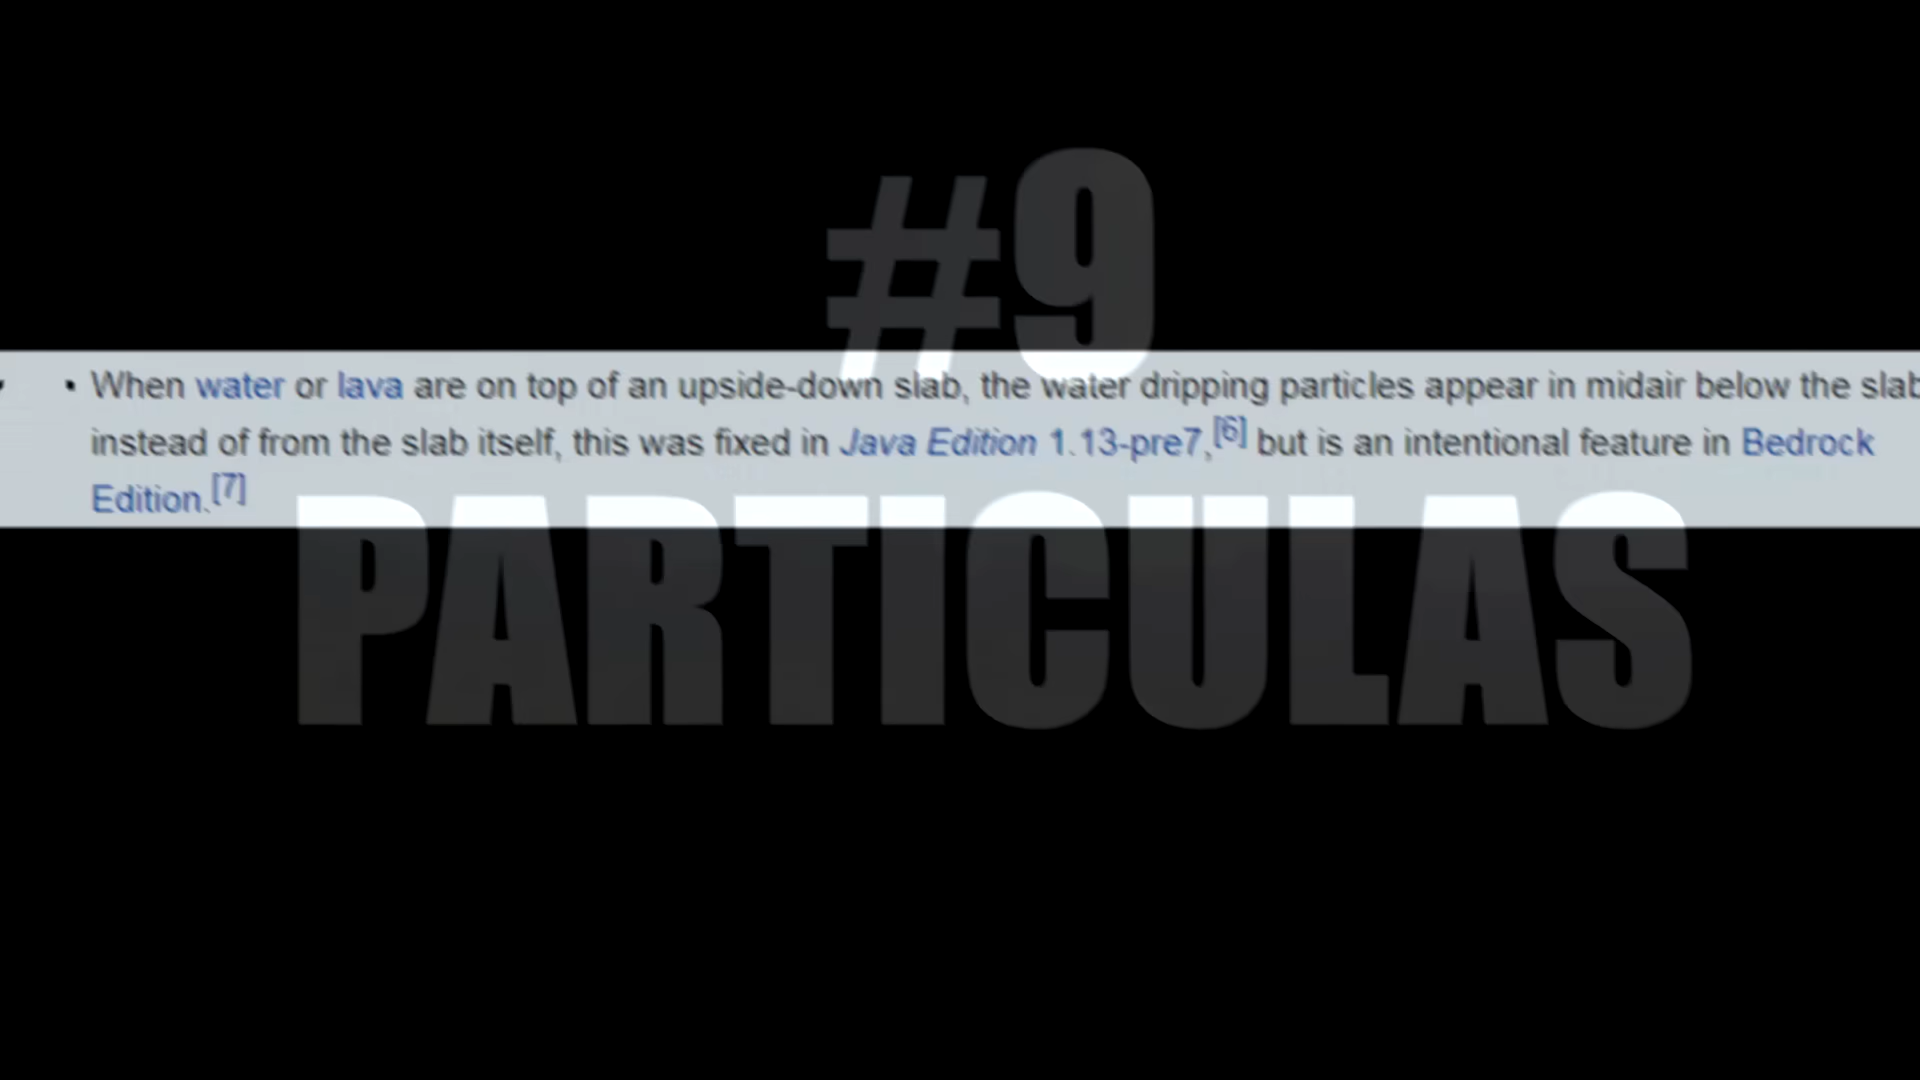 #9
• When water or lava are on top of an upside-down slab, the water dripping particles appear in midair below the slab
instead of from the slab itself, this was fixed in Java Edition 1.13-pre7,[6] but is an intentional feature in Bedrock
Edition.[7]
PARTICULAS